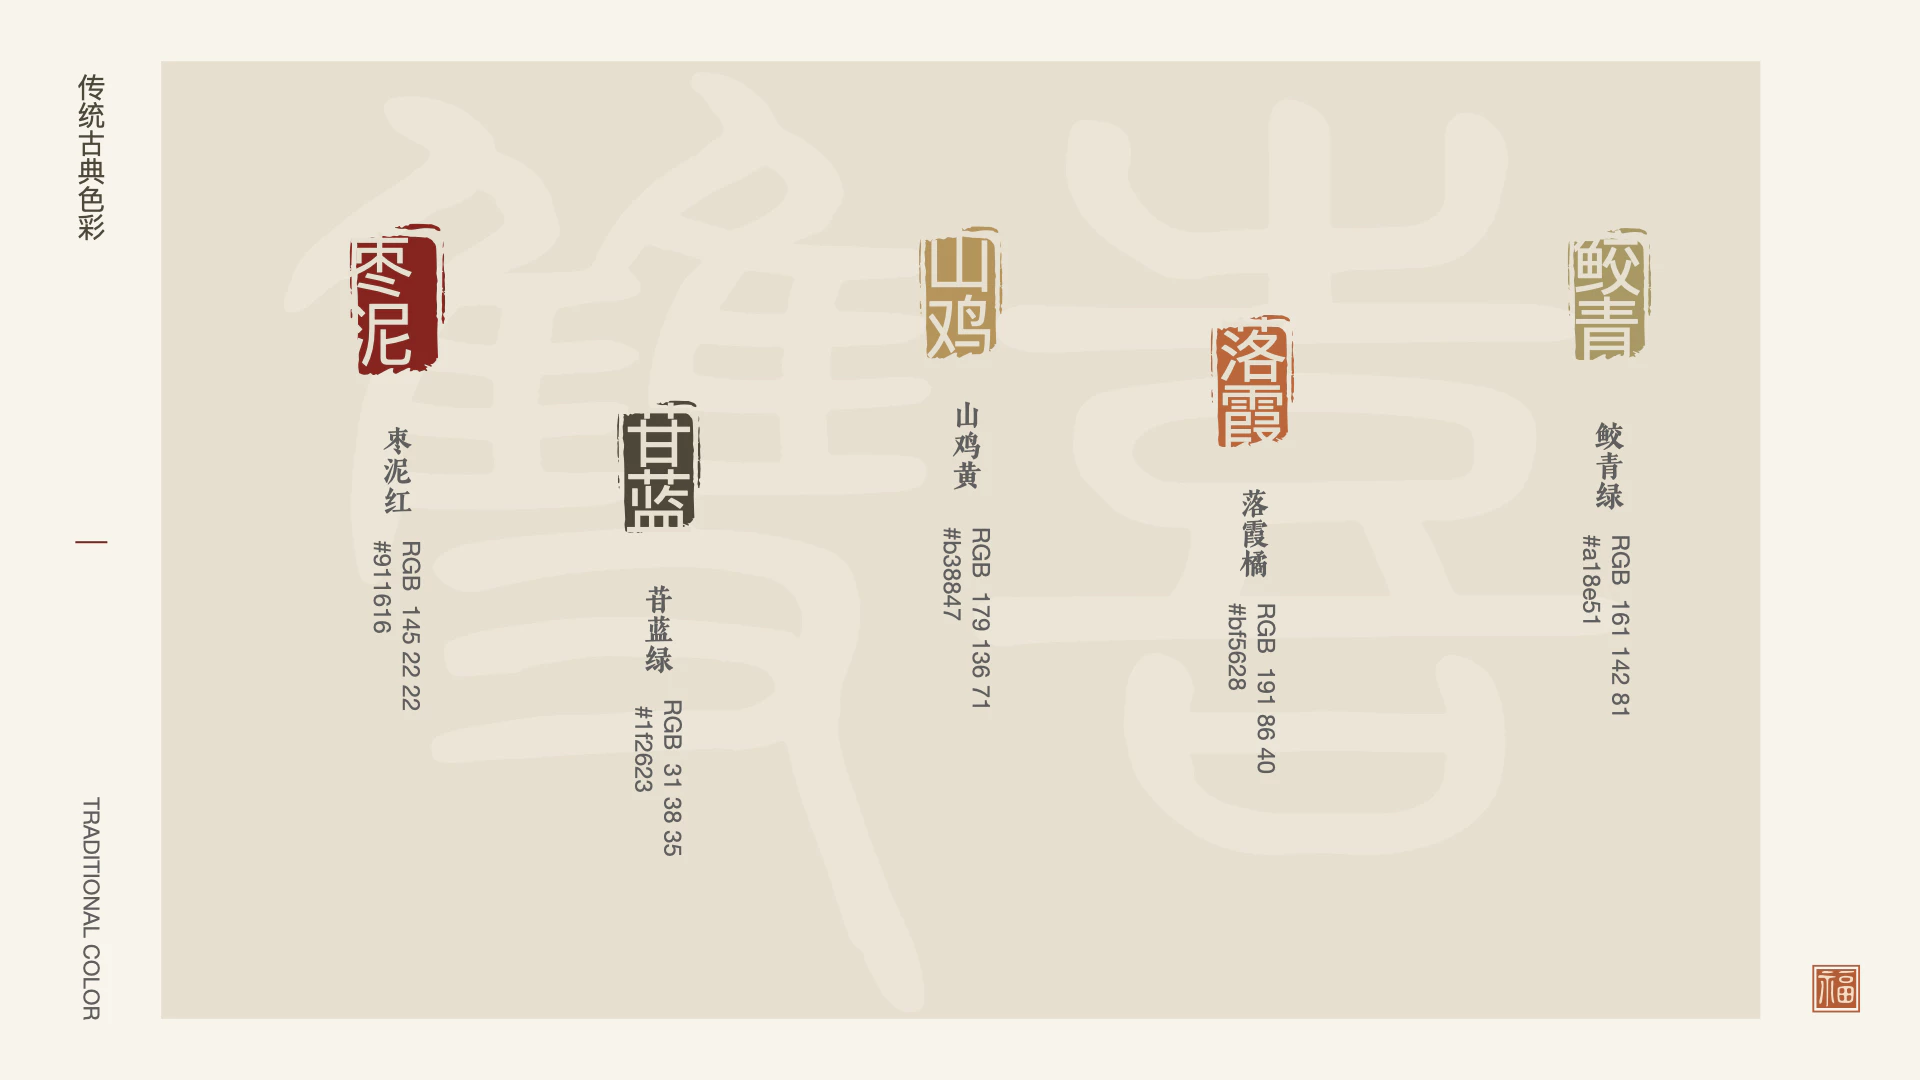 传统古典色彩
TRADITIONAL COLOR
枣泥
枣泥红
RGB 145 22 22
#911616
甘蓝
苷蓝绿
RGB 31 38 35
#1f2623
山鸡
山鸡黄
RGB 179 136 71
#b38847
落霞
落霞橘
RGB 191 86 40
#bf5628
鲛青
鲛青绿
RGB 161 142 81
#a18e51
福
雙喜